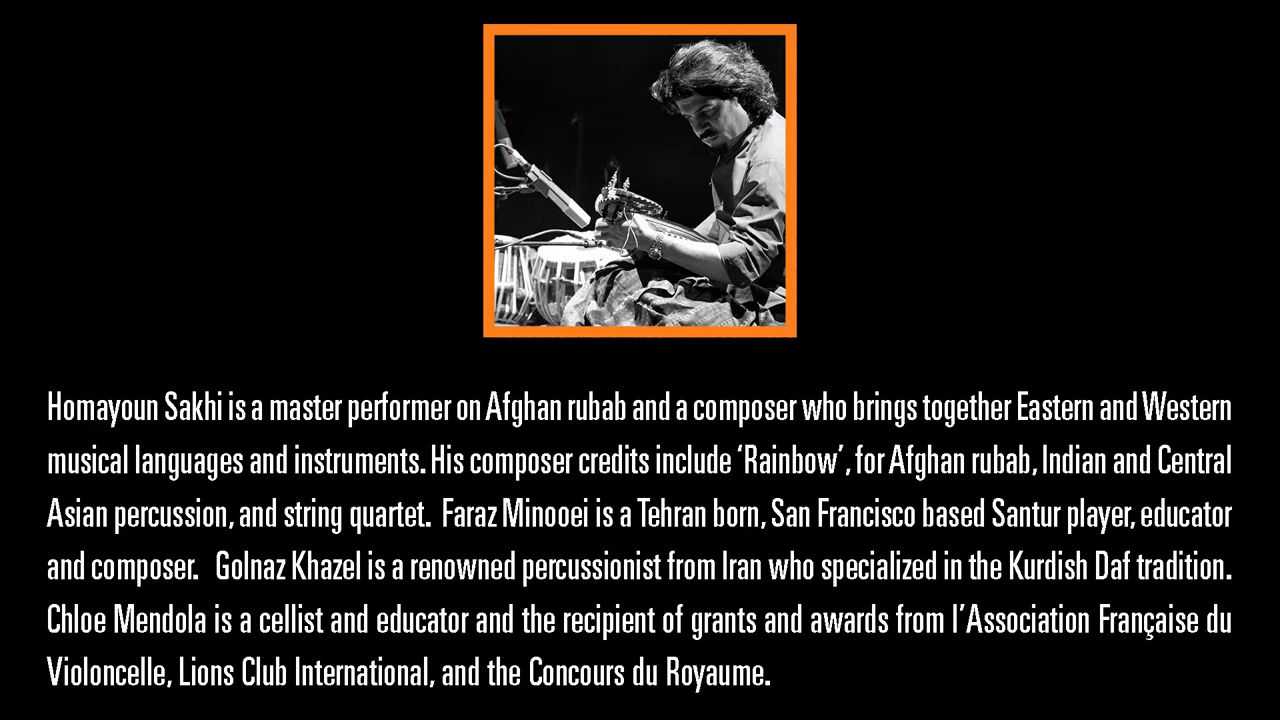 Homayoun Sakhi is a master performer on Afghan rubab and a composer who brings together Eastern and Western
musical languages and instruments. His composer credits include ‘Rainbow’, for Afghan rubab, Indian and Central
Asian percussion, and string quartet.  Faraz Minooei is a Tehran born, San Francisco based Santur player, educator
and composer.   Golnaz Khazel is a renowned percussionist from Iran who specialized in the Kurdish Daf tradition.
Chloe Mendola is a cellist and educator and the recipient of grants and awards from l’Association Française du
Violoncelle, Lions Club International, and the Concours du Royaume.